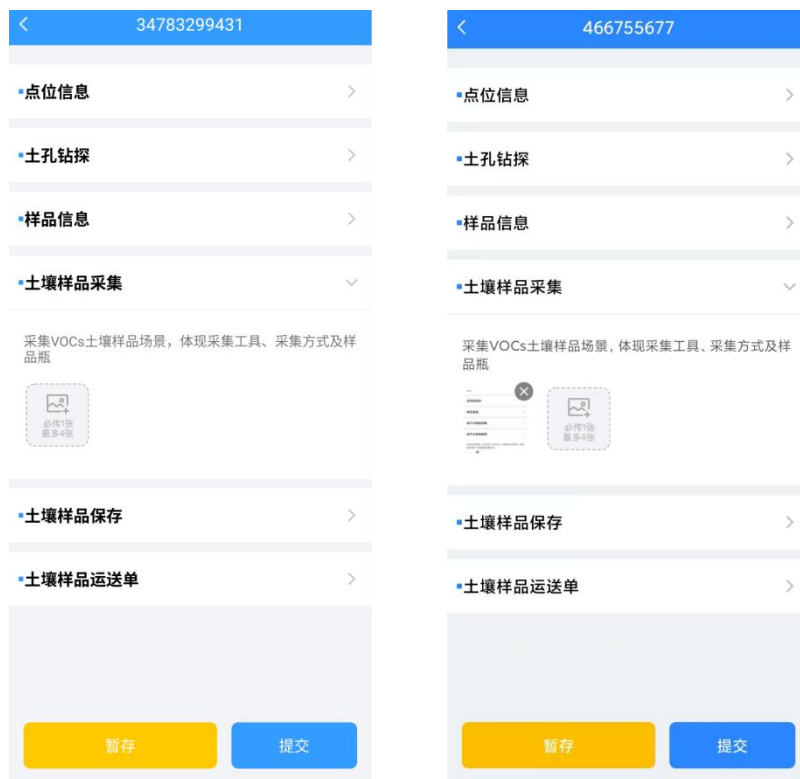 34783299431
点位信息
土孔钻探
样品信息
土壤样品采集
采集VOCs土壤样品场景，体现采集工具、采集方式及样
品瓶
必传1张
最多4张
土壤样品保存
土壤样品运送单
暂存
提交
466755677
点位信息
土孔钻探
样品信息
土壤样品采集
采集VOCs土壤样品场景，体现采集工具、采集方式及样
品瓶
必传1张
最多4张
土壤样品保存
土壤样品运送单
暂存
提交